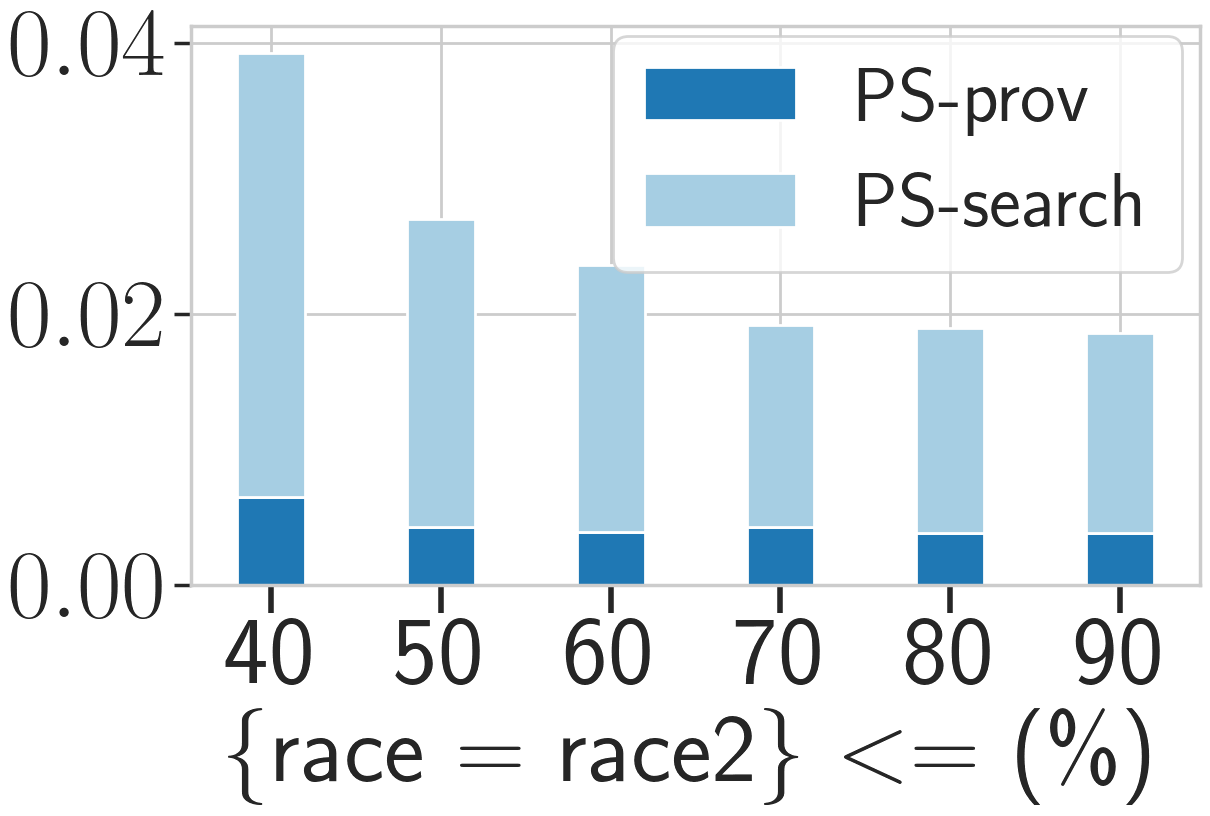 0.04
0.02
0.00
PS-prov
PS-search
40 50 60 70 80 90
{race = race2} <= (%)